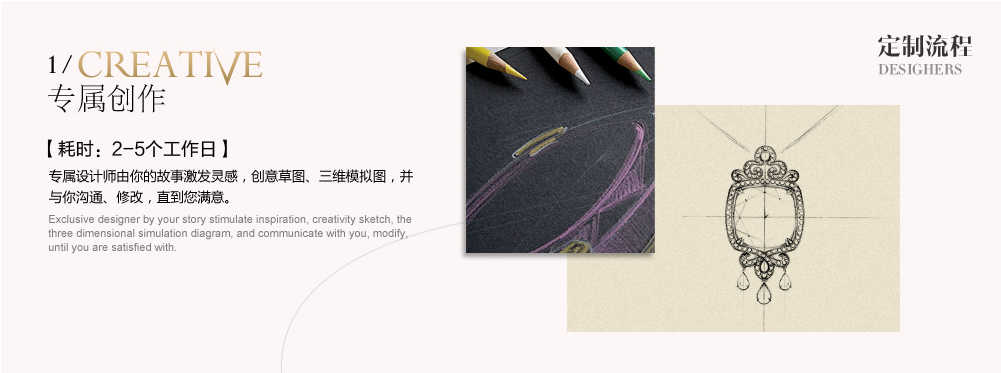 1/CREATIVE
专属创作
【耗时：2-5个工作日】
专属设计师由你的故事激发灵感，创意草图、三维模拟图，并
与你沟通、修改，直到您满意。
Exclusive designer by your story stimulate inspiration, creativity sketch, the
three dimensional simulation diagram, and communicate with you, modify,
until you are satisfied with.
定制流程
DESIGHERS